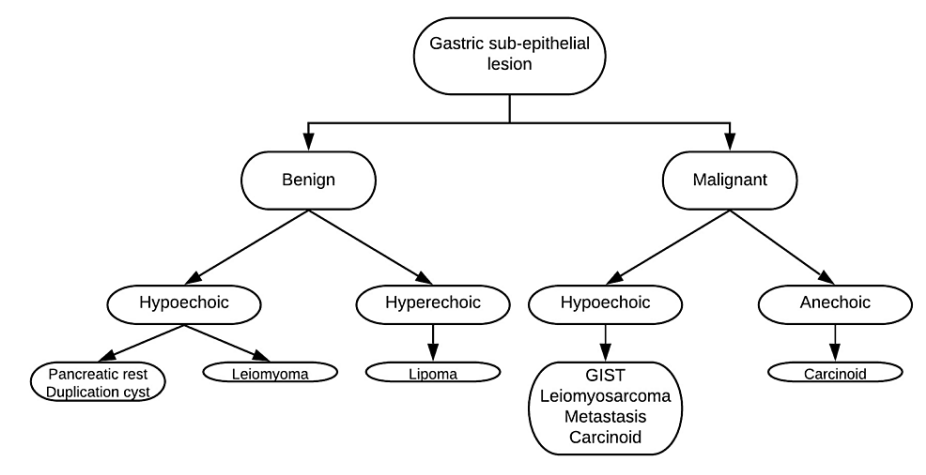 Gastric sub-epithelial
lesion
Benign
Malignant
Hypoechoic
Hyperechoic
Hypoechoic
Anechoic
Pancreatic rest
Duplication cyst
Leiomyoma
Lipoma
GIST
Leiomyosarcoma
Metastasis
Carcinoid
Carcinoid